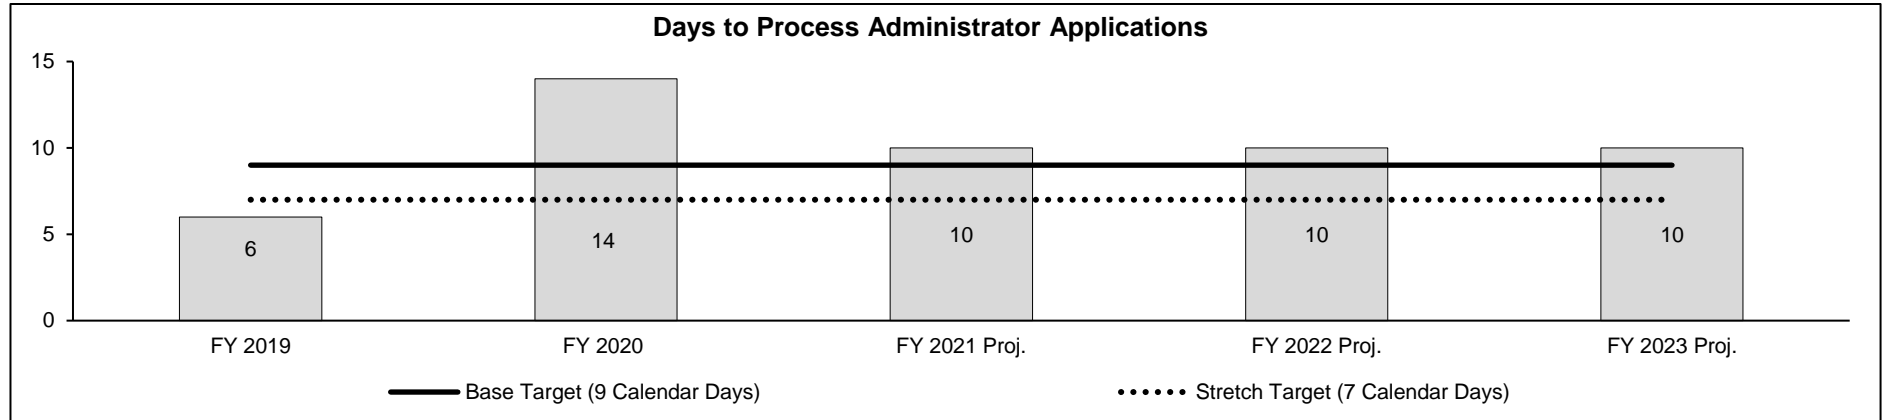 Days to Process Administrator Applications
15
10
5
0
6
14
10
10
10
FY 2019
FY 2020
FY 2021 Proj.
FY 2022 Proj.
FY 2023 Proj.
Base Target (9 Calendar Days)
Stretch Target (7 Calendar Days)